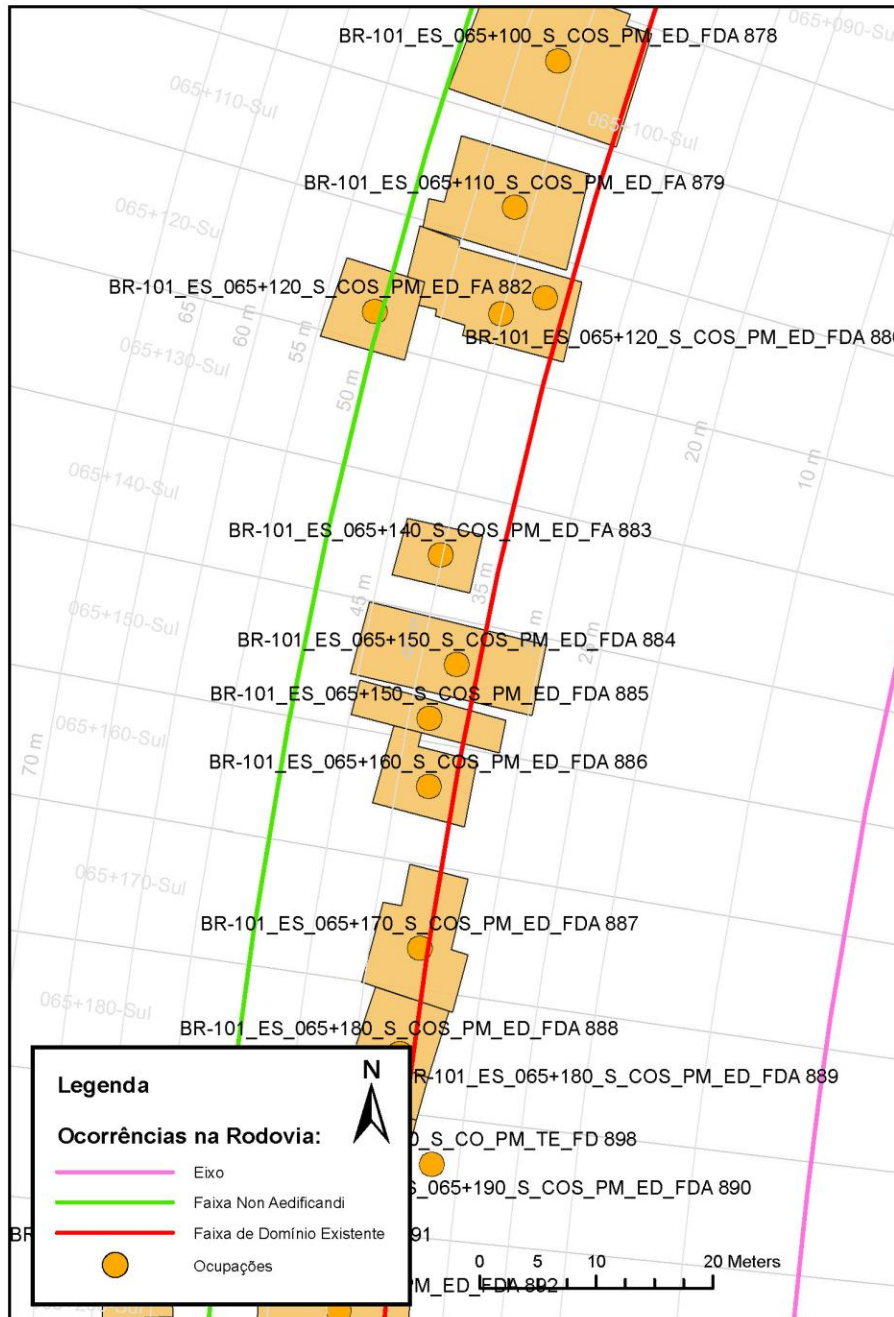 065+090-Su
BR-101_ES_065+100_S_COS_PM_ED_FDA 878
065+110-Sul
065+100-Sul
BR-101_ES_065+110_S_COS_PM_ED_FA 879
065+120-Su
BR-101_ES_065+120_S_COS_PM_ED_FA 882
65
60 m
55 m
BR-101_ES_065+120_S_COS_PM_ED_FDA 88
065+130-Sul
50 m
20 m
10 m
065+140-Sul
BR-101_ES_065+140_S_COS_PM_ED_FA 883
45 m
35 m
065+150-Sul
25 m
BR-101_ES_065+150_S_COS_PM_ED_FDA 884
BR-101_ES_065+150_S_COS_PM_ED_FDA 885
065+160-Sul
70 m
BR-101_ES_065+160_S_COS_PM_ED_FDA 886
065+170-Sul
BR-101_ES_065+170_S_COS_PM_ED_FDA 887
065+180-Sul
BR-101_ES_065+180_S_COS_PM_ED_FDA 888
BR-101_ES_065+180_S_COS_PM_ED_FDA 889
0_S_CO_PM_TE_FD 898
S_065+190_S_COS_PM_ED_FDA 890
BR
91
PM_ED_FDA 892
Legenda
N
Ocorrências na Rodovia:
Eixo
Faixa Non Aedificandi
Faixa de Domínio Existente
Ocupações
0 5 10 20 Meters